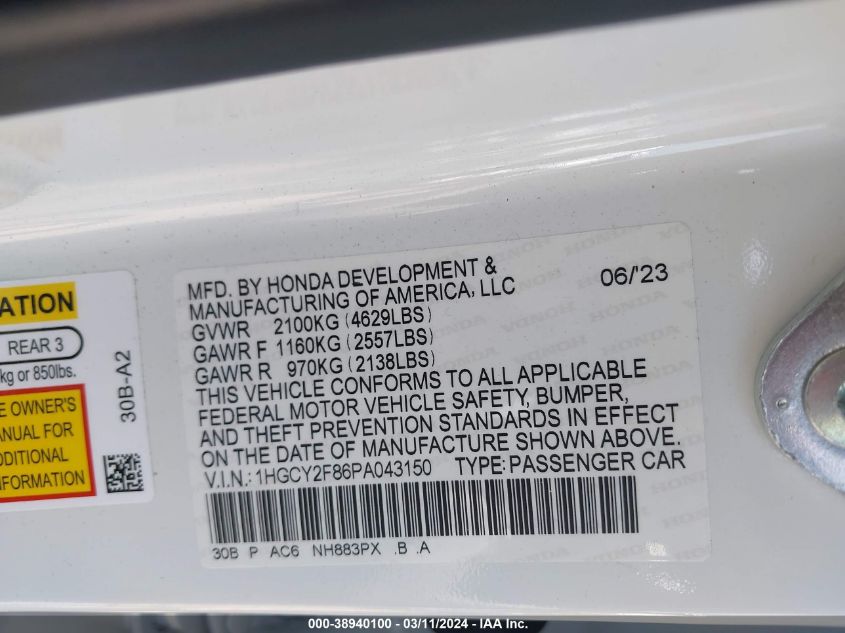 ATION
REAR 3
kg or 850lbs.
E OWNER'S
ANUAL FOR
DDITIONAL
INFORMATION
30B-A2
MFD. BY HONDA DEVELOPMENT &
MANUFACTURING OF AMERICA, LLC 06/'23
GVWR 2100KG (4629LBS)
GAWR F 1160KG (2557LBS)
GAWR R 970KG (2138LBS)
THIS VEHICLE CONFORMS TO ALL APPLICABLE
FEDERAL MOTOR VEHICLE SAFETY, BUMPER,
AND THEFT PREVENTION STANDARDS IN EFFECT
ON THE DATE OF MANUFACTURE SHOWN ABOVE.
V.I.N.: 1HGCY2F86PA043150 TYPE: PASSENGER CAR
30B P AC6 NH883PX .B .A
000-38940100 - 03/11/2024 - IAA Inc.